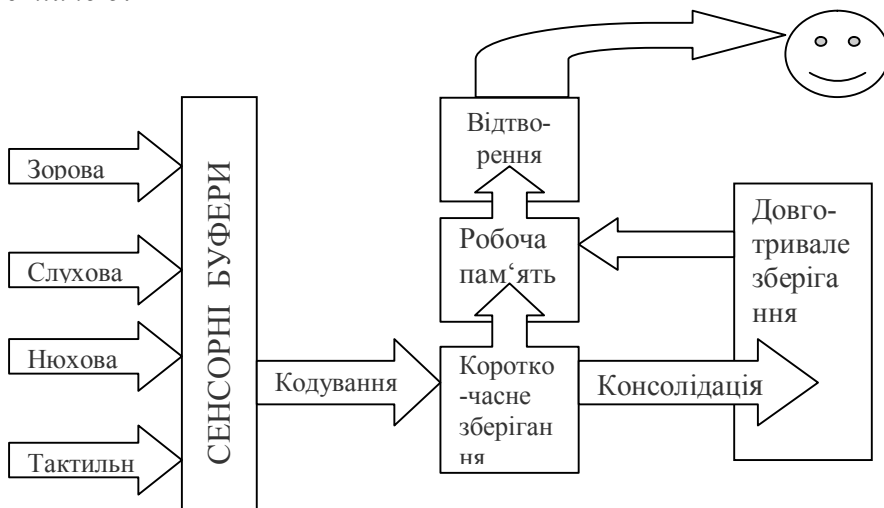 Зорова
Слухова
Нюхова
Тактильн
СЕНСОРНІ БУФЕРИ
Кодування
Відтво-
рення
Робоча
пам‘ять
Коротко
-часне
зберіган
ня
Консолідація
Довго-
тривале
зберіга
ння